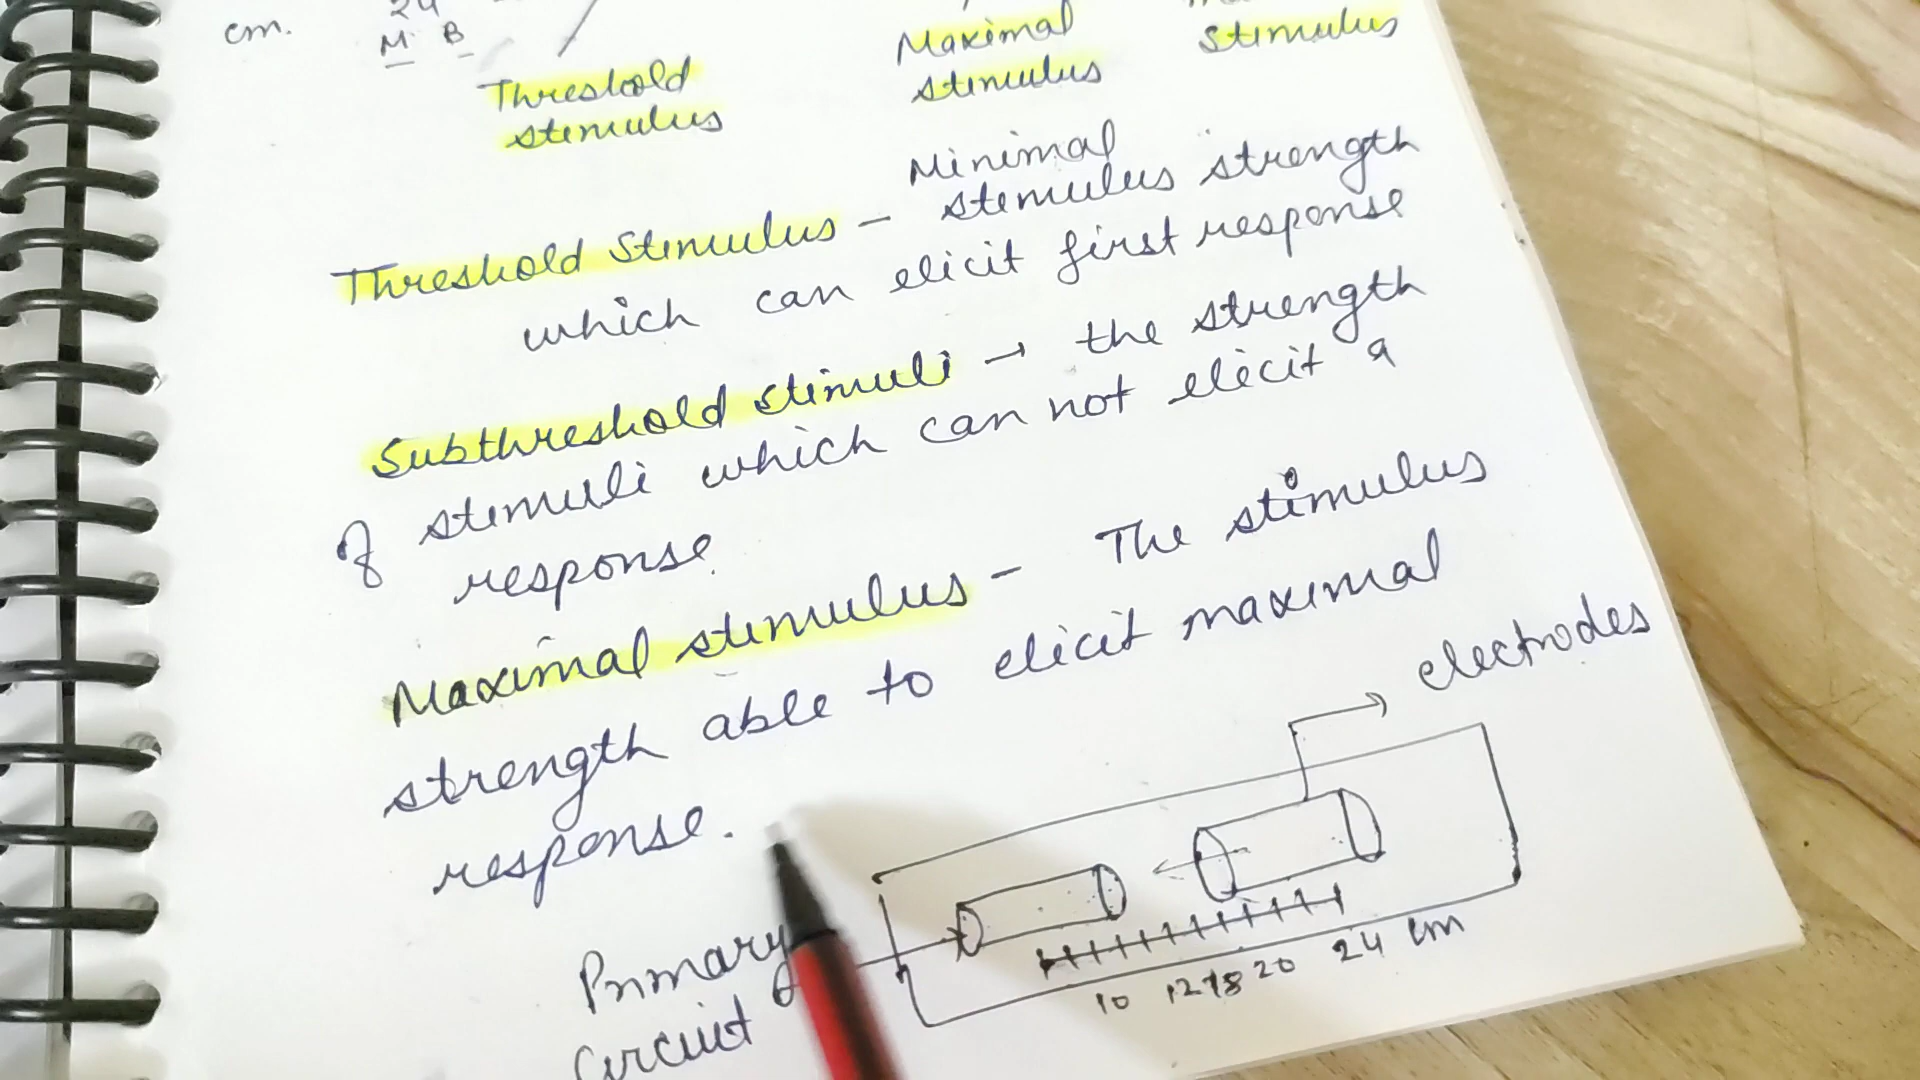 cm.
24
M B
Threshold
stimulus
Maximal
stimulus
stimulus
Minimal
Threshold Stimulus - stimulus strength
which can elicit first response
Subthreshold stimuli → the strength
of stimuli which can not elicit a
response.
Maximal stimulus - The stimulus
strength able to elicit maximal
response.
electrodes
Primary
circuit
10 12 18 20 24 cm